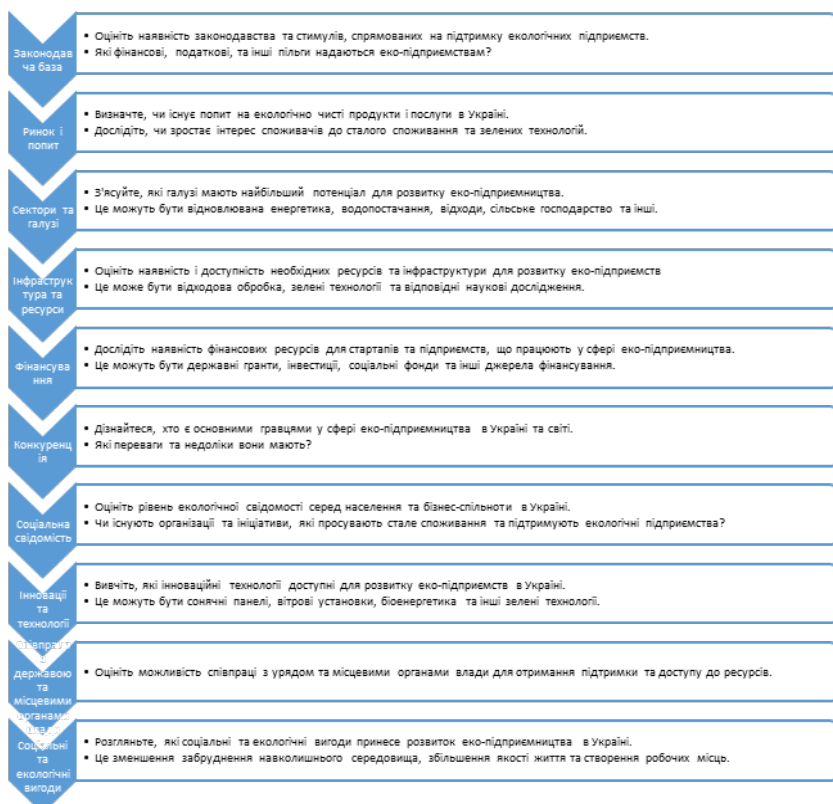 Законодав
ча база
• Оцініть наявність законодавства та стимулів, спрямованих на підтримку екологічних підприємств.
• Які фінансові, податкові, та інші пільги надаються еко-підприємствам?
Ринок і
попит
• Визначте, чи існує попит на екологічно чисті продукти і послуги в Україні.
• Дослідіть, чи зростає інтерес споживачів до сталого споживання та зелених технологій.
Сектори та
галузі
• З'ясуйте, які галузі мають найбільший потенціал для розвитку еко-підприємництва.
• Це можуть бути відновлювана енергетика, водопостачання, відходи, сільське господарство та інші.
Інфраструк
тура та
ресурси
• Оцініть наявність і доступність необхідних ресурсів та інфраструктури для розвитку еко-підприємств
• Це може бути відходова обробка, зелені технології та відповідні наукові дослідження.
Фінансува
ння
• Дослідіть наявність фінансових ресурсів для стартапів та підприємств, що працюють у сфері еко-підприємництва.
• Це можуть бути державні гранти, інвестиції, соціальні фонди та інші джерела фінансування.
Конкуренц
ія
• Дізнайтеся, хто є основними гравцями у сфері еко-підприємництва в Україні та світі.
• Які переваги та недоліки вони мають?
Соціальна
свідомість
• Оцініть рівень екологічної свідомості серед населення та бізнес-спільноти в Україні.
• Чи існують організації та ініціативи, які просувають стале споживання та підтримують екологічні підприємства?
Інновації
та
технології
• Вивчіть, які інноваційні технології доступні для розвитку еко-підприємств в Україні.
• Це можуть бути сонячні панелі, вітрові установки, біоенергетика та інші зелені технології.
державою
та
місцевими
органами
• Оцініть можливість співпраці з урядом та місцевими органами влади для отримання підтримки та доступу до ресурсів.
Соціальні
та
екологічні
вигоди
• Розгляньте, які соціальні та екологічні вигоди принесе розвиток еко-підприємництва в Україні.
• Це зменшення забруднення навколишнього середовища, збільшення якості життя та створення робочих місць.